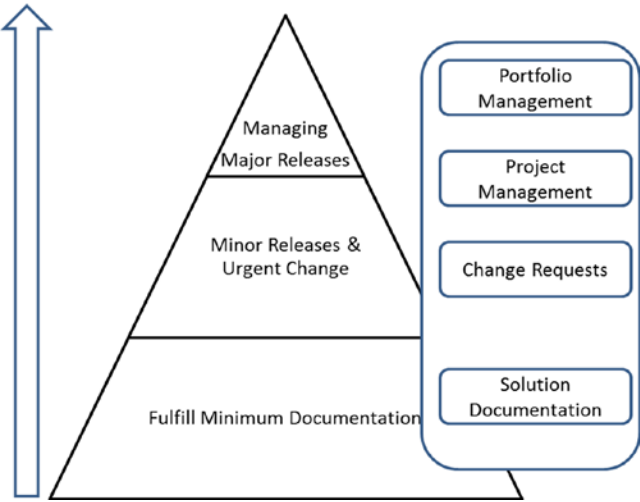 Managing
Major Releases
Minor Releases &
Urgent Change
Fulfill Minimum Documentation
Portfolio
Management
Project
Management
Change Requests
Solution
Documentation